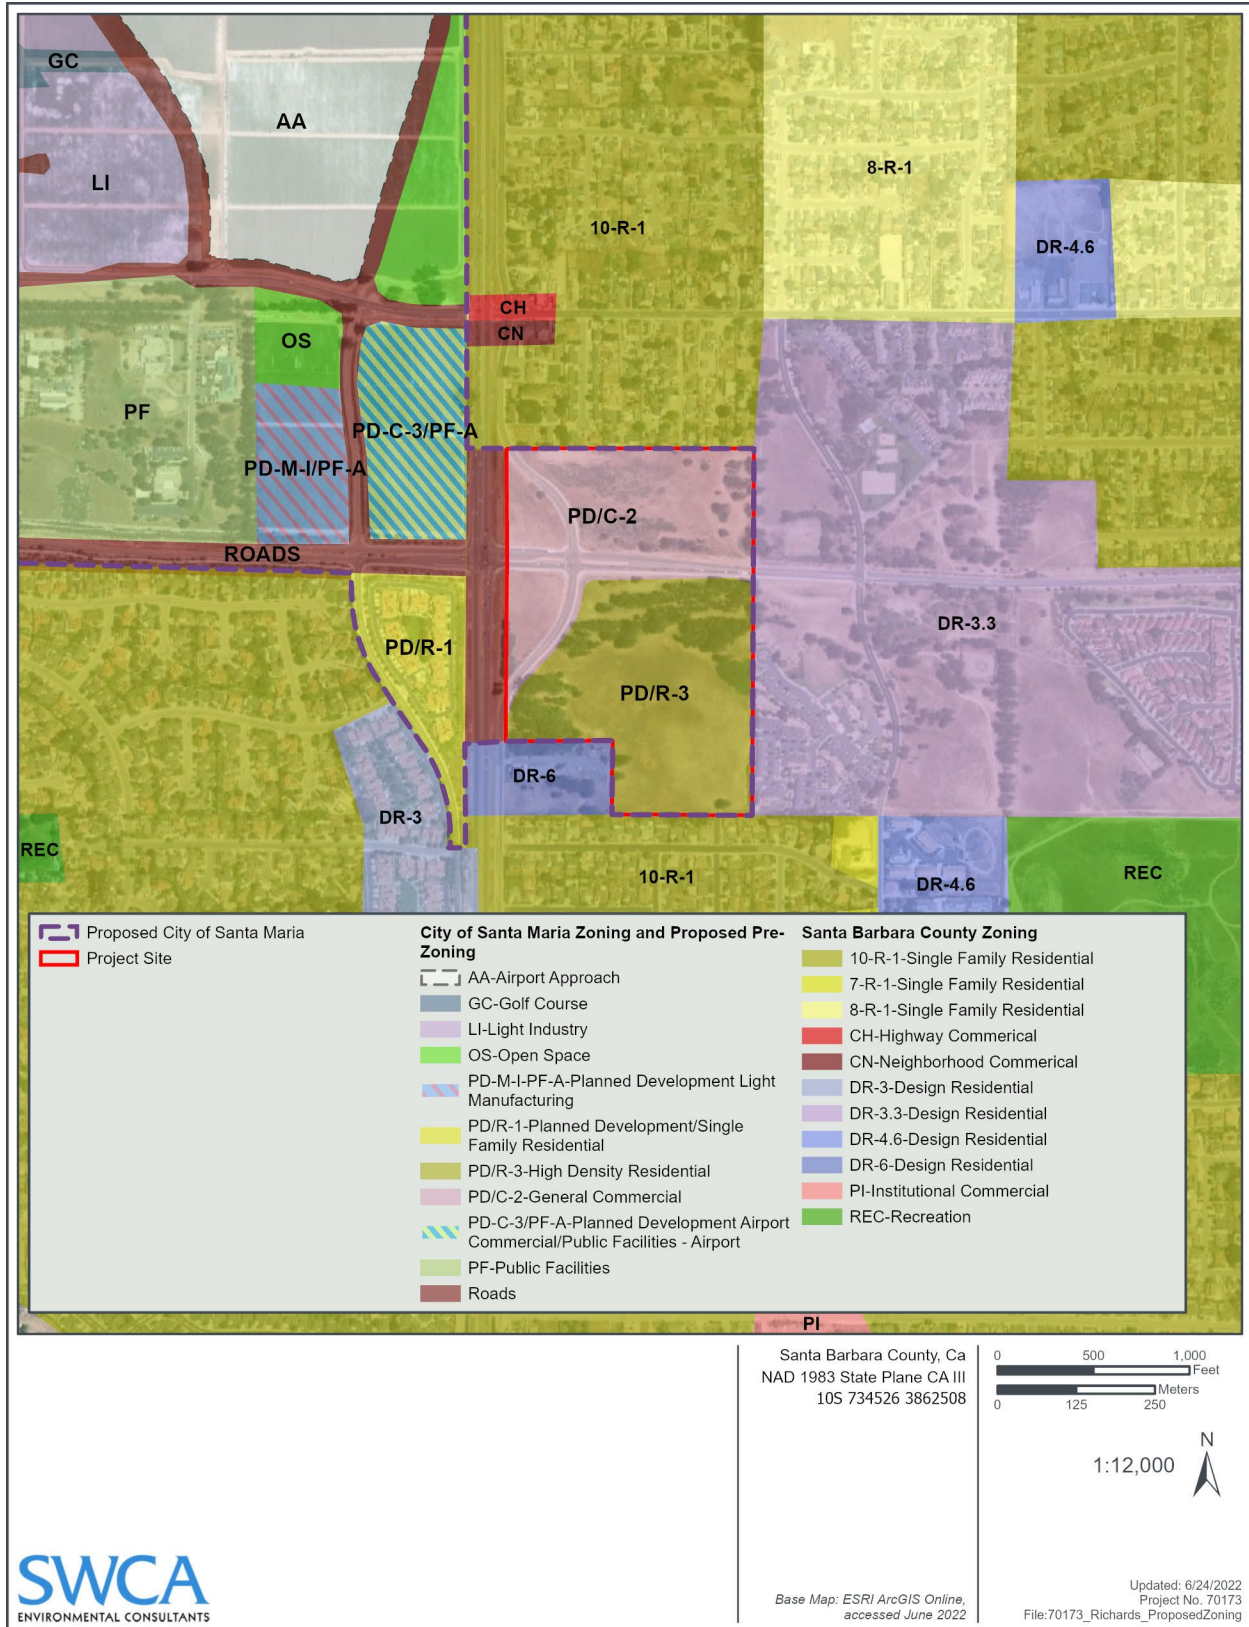 GC
AA
LI
8-R-1
10-R-1
DR-4.6
CH
CN
OS
PF
PD-C-3/PF-A
PD-M-I/PF-A
PD/C-2
ROADS
DR-3.3
PD/R-1
PD/R-3
DR-6
DR-3
REC
10-R-1
DR-4.6
REC
Proposed City of Santa Maria
Project Site
City of Santa Maria Zoning and Proposed Pre-
Zoning
AA-Airport Approach
GC-Golf Course
LI-Light Industry
OS-Open Space
PD-M-I-PF-A-Planned Development Light
Manufacturing
PD/R-1-Planned Development/Single
Family Residential
PD/R-3-High Density Residential
PD/C-2-General Commercial
PD-C-3/PF-A-Planned Development Airport
Commercial/Public Facilities - Airport
PF-Public Facilities
Roads
Santa Barbara County Zoning
10-R-1-Single Family Residential
7-R-1-Single Family Residential
8-R-1-Single Family Residential
CH-Highway Commerical
CN-Neighborhood Commerical
DR-3-Design Residential
DR-3.3-Design Residential
DR-4.6-Design Residential
DR-6-Design Residential
PI-Institutional Commercial
REC-Recreation
PI
Santa Barbara County, Ca
NAD 1983 State Plane CA III
10S 734526 3862508
0 500 1,000
Feet
Meters
0 125 250
N
1:12,000
SWCA
ENVIRONMENTAL CONSULTANTS
Base Map: ESRI ArcGIS Online,
accessed June 2022
Updated: 6/24/2022
Project No. 70173
File:70173_Richards_ProposedZoning